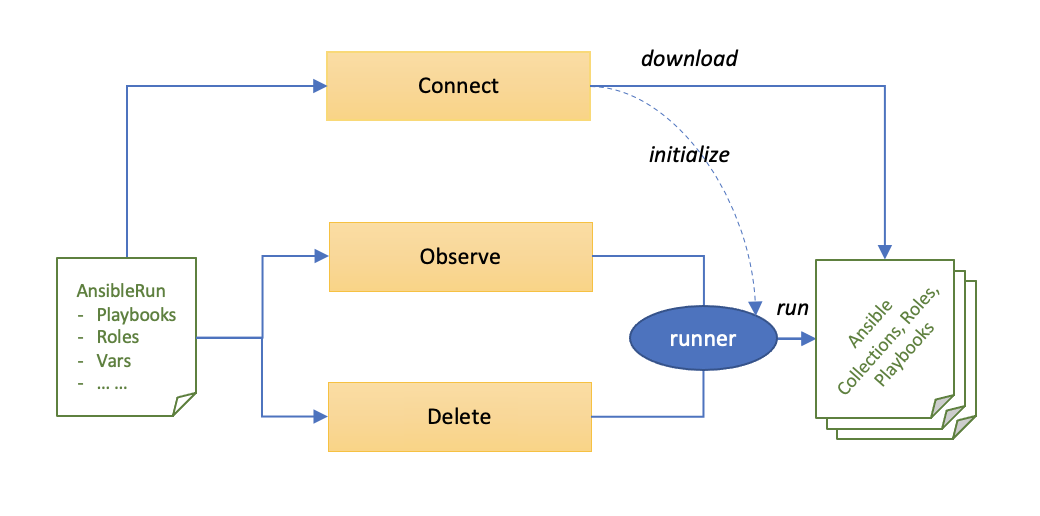 download
Connect
initialize
Observe
AnsibleRun
- Playbooks
- Roles
- Vars
- ... ...
run
runner
Ansible
Collections, Roles,
Playbooks
Delete